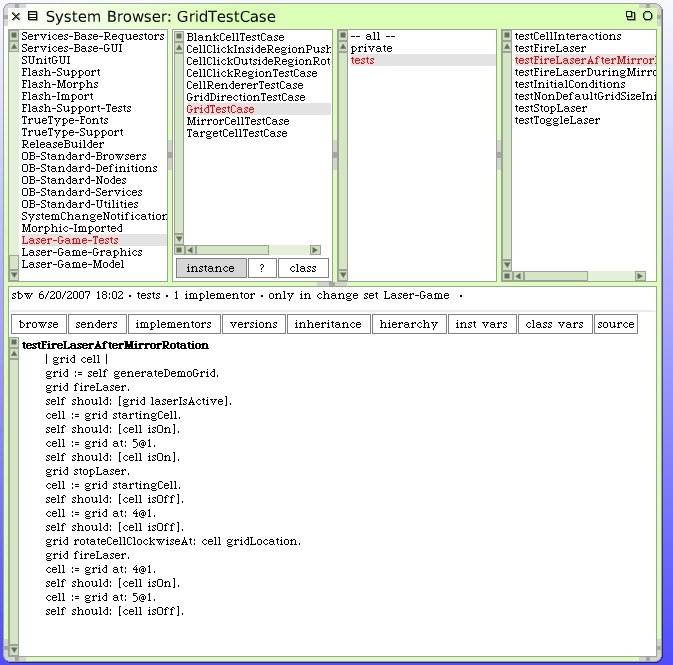 System Browser: GridTestCase
Services-Base-Requestors
Services-Base-GUI
SUnitGUI
Flash-Support
Flash-Morphs
Flash-Import
Flash-Support-Tests
TrueType-Fonts
TrueType-Support
ReleaseBuilder
OB-Standard-Browsers
OB-Standard-Definitions
OB-Standard-Nodes
OB-Standard-Services
OB-Standard-Utilities
SystemChangeNotification
Morphic-Imported
Laser-Game-Tests
Laser-Game-Graphics
Laser-Game-Model
BlankCellTestCase
CellClickInsideRegionPush
CellClickOutsideRegionRot
CellClickRegionTestCase
CellRendererTestCase
GridDirectionTestCase
GridTestCase
MirrorCellTestCase
TargetCellTestCase
instance ? class
-- all --
private
tests
testCellInteractions
testFireLaser
testFireLaserAfterMirrorI
testFireLaserDuringMirro
testInitialConditions
testNonDefaultGridSizeIni
testStopLaser
testToggleLaser
sbw 6/20/2007 18:02 · tests · 1 implementor · only in change set Laser-Game ·
browse senders implementors versions inheritance hierarchy inst vars class vars source
testFireLaserAfterMirrorRotation
| grid cell |
grid := self generateDemoGrid.
grid fireLaser.
self should: [grid laserIsActive].
cell := grid startingCell.
self should: [cell isOn].
cell := grid at: 5@1.
self should: [cell isOn].
grid stopLaser.
cell := grid startingCell.
self should: [cell isOff].
cell := grid at: 4@1.
self should: [cell isOff].
grid rotateCellClockwiseAt: cell gridLocation.
grid fireLaser.
cell := grid at: 4@1.
self should: [cell isOn].
cell := grid at: 5@1.
self should: [cell isOff].